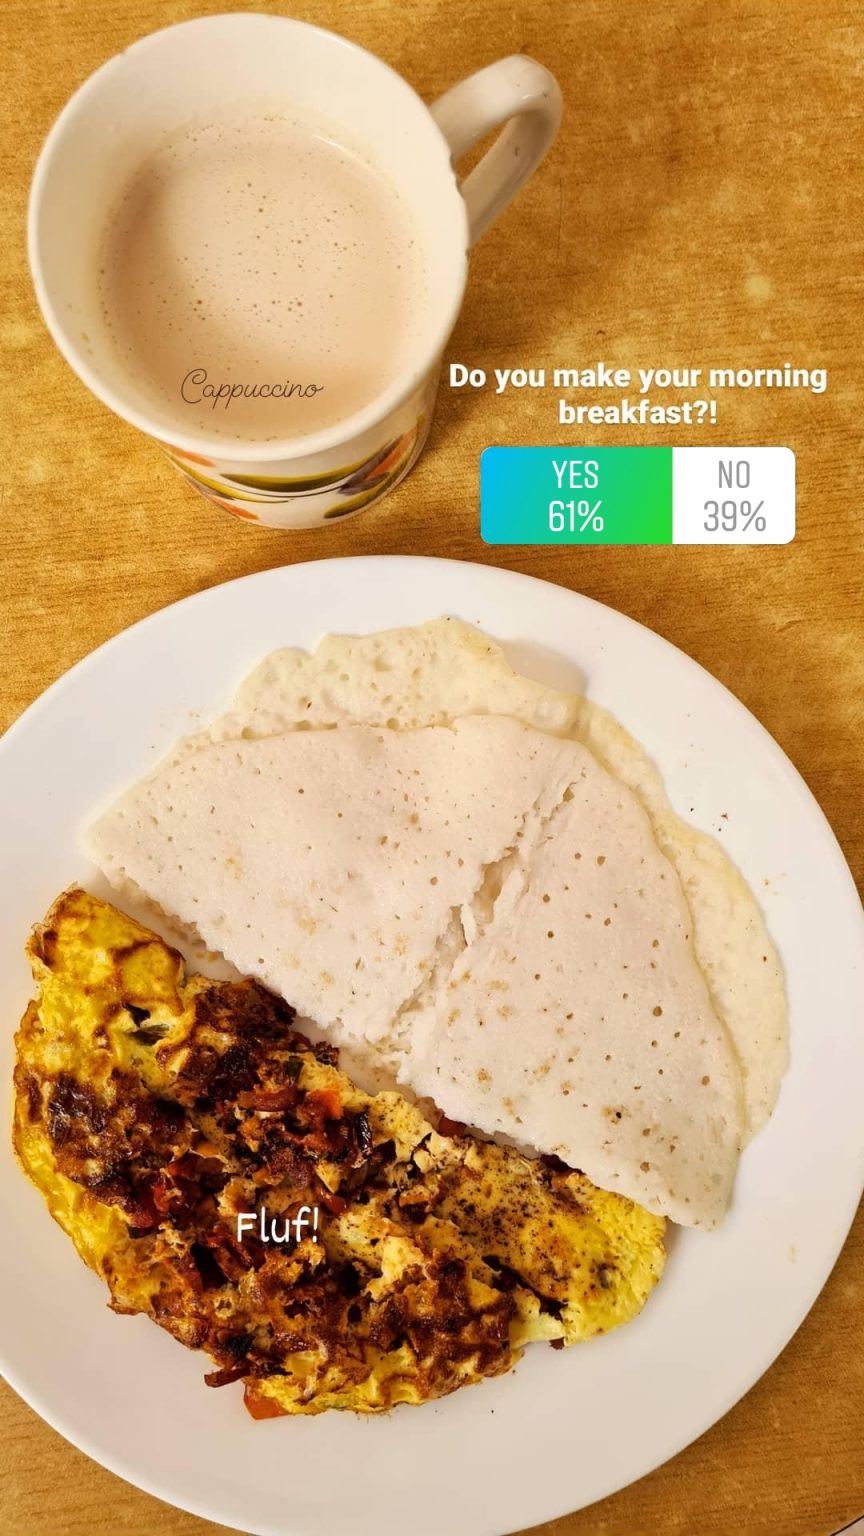 Cappuccino
Do you make your morning
breakfast?!
YES
61%
NO
39%
Fluf!